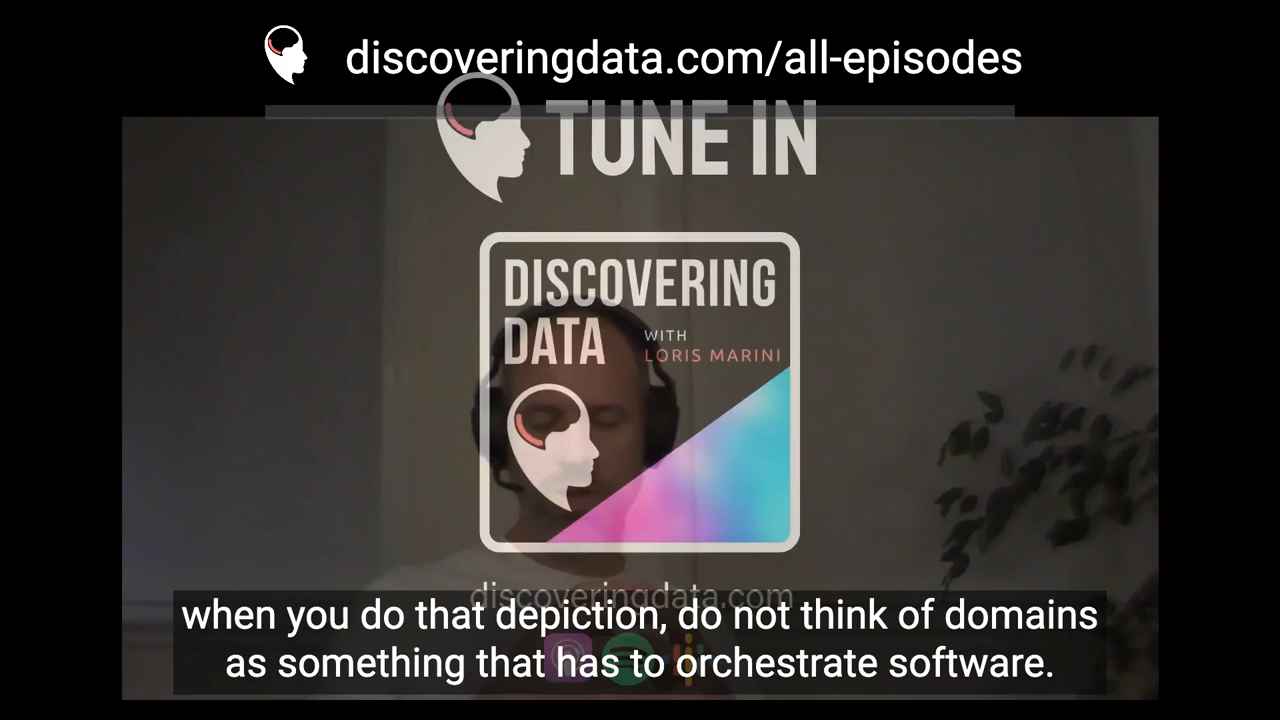 discoveringdata.com/all-episodes
TUNE IN
DISCOVERING
DATA
WITH
LORIS MARINI
discoveringdata.com
when you do that depiction, do not think of domains
as something that has to orchestrate software.